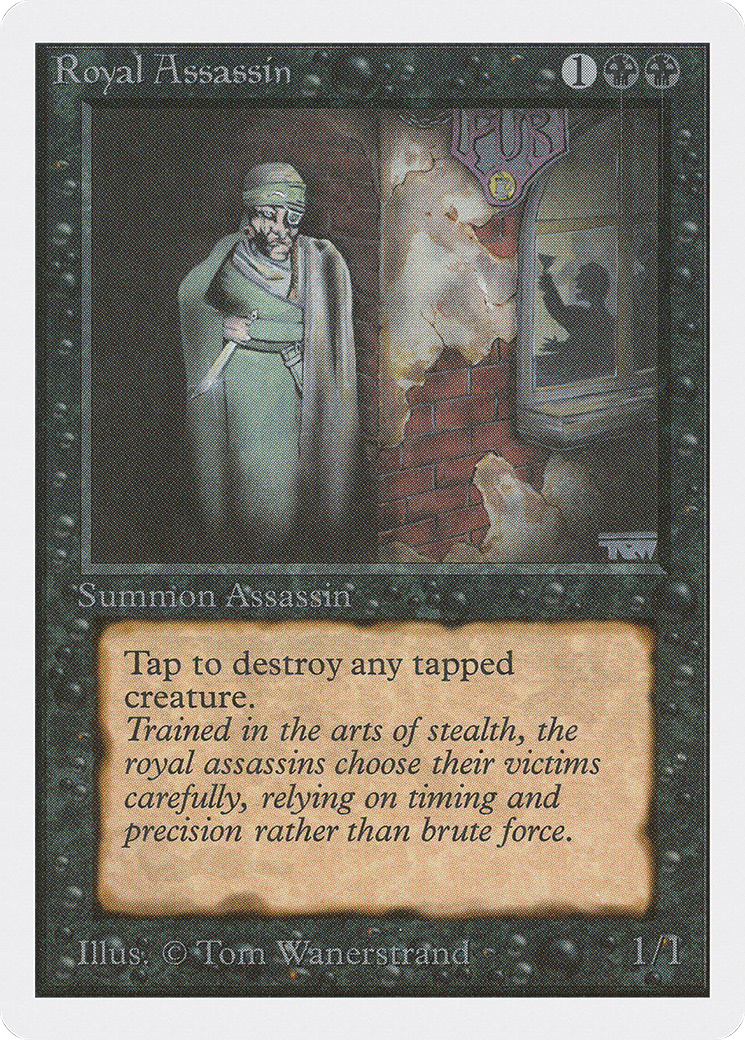 Royal Assassin
1
PUB
TGW
Summon Assassin
Tap to destroy any tapped
creature.
Trained in the arts of stealth, the
royal assassins choose their victims
carefully, relying on timing and
precision rather than brute force.
Illus. © Tom Wanerstrand
1/1